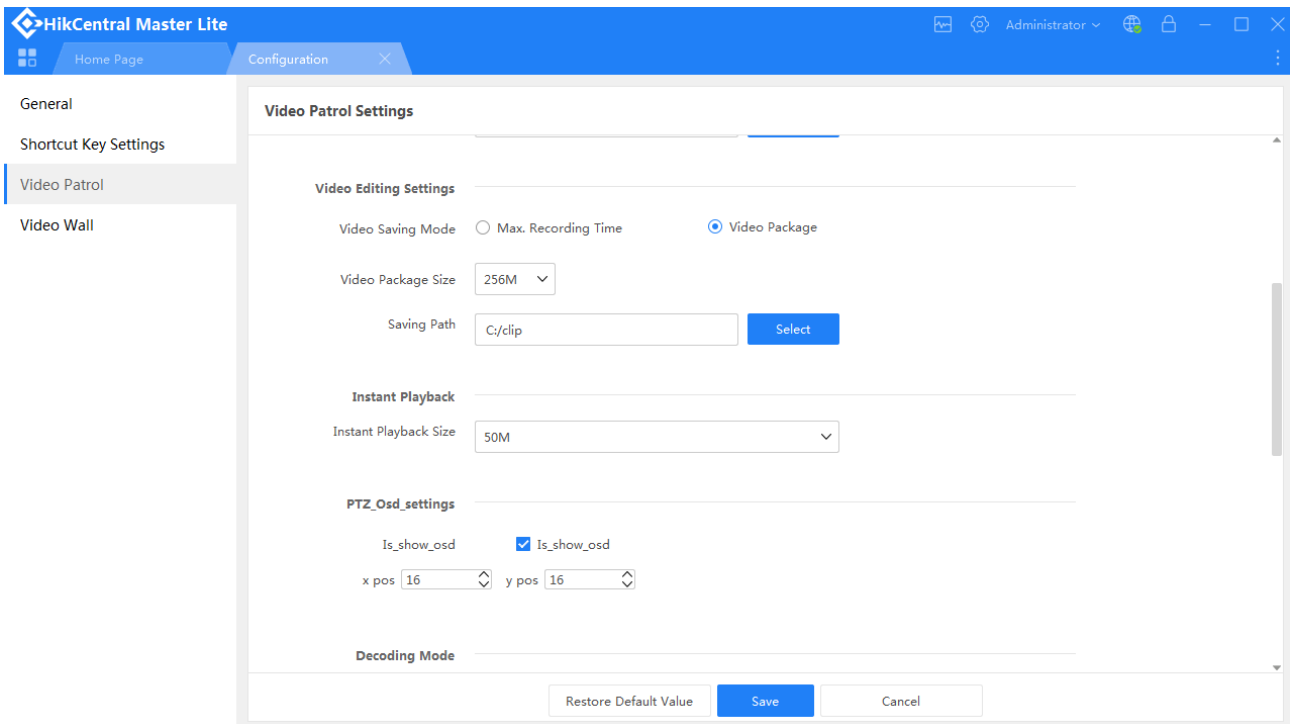 HikCentral Master Lite
Administrator
Home Page
Configuration
General
Shortcut Key Settings
Video Patrol
Video Wall
Video Patrol Settings
Video Editing Settings
Video Saving Mode Max. Recording Time Video Package
Video Package Size 256M
Saving Path C:/clip Select
Instant Playback
Instant Playback Size 50M
PTZ_Osd_settings
Is_show_osd Is_show_osd
x pos 16 y pos 16
Decoding Mode
Restore Default Value Save Cancel